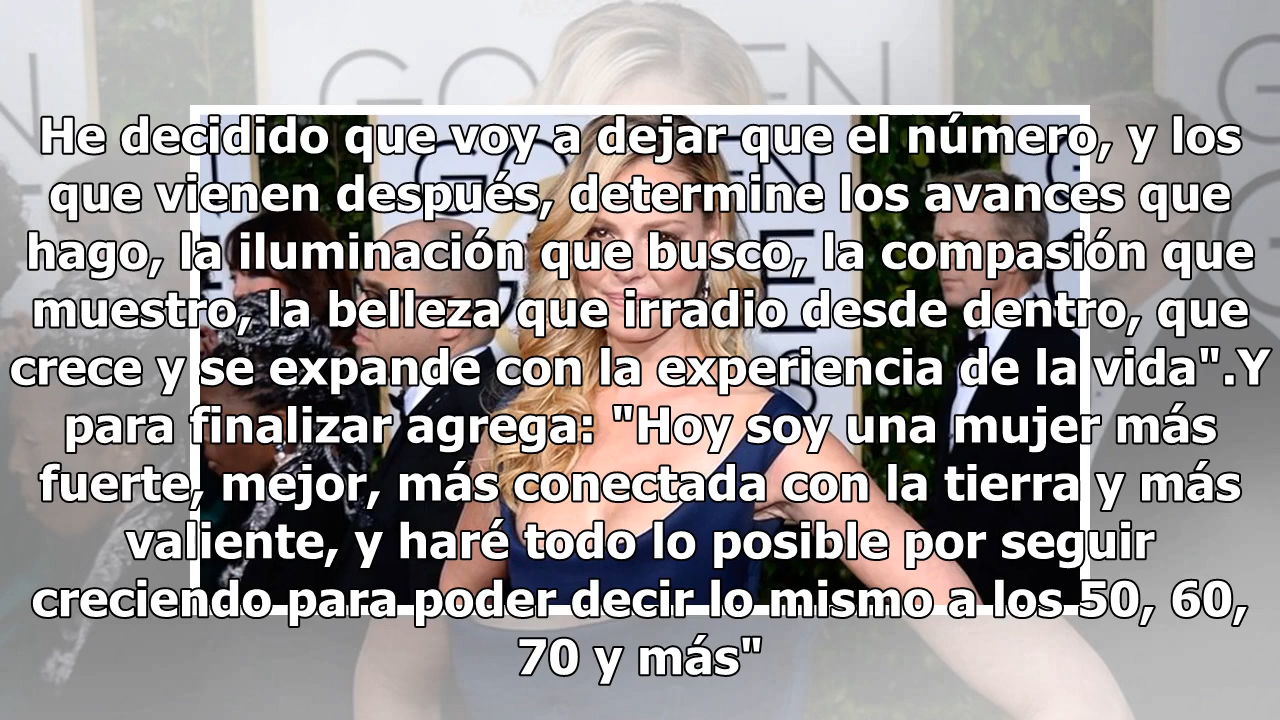 He decidido que voy a dejar que el número, y los
que vienen después, determine los avances que
hago, la iluminación que busco, la compasión que
muestro, la belleza que irradio desde dentro, que
crece y se expande con la experiencia de la vida".Y
para finalizar agrega: "Hoy soy una mujer más
fuerte, mejor, más conectada con la tierra y más
valiente, y haré todo lo posible por seguir
creciendo para poder decir lo mismo a los 50, 60,
70 y más"